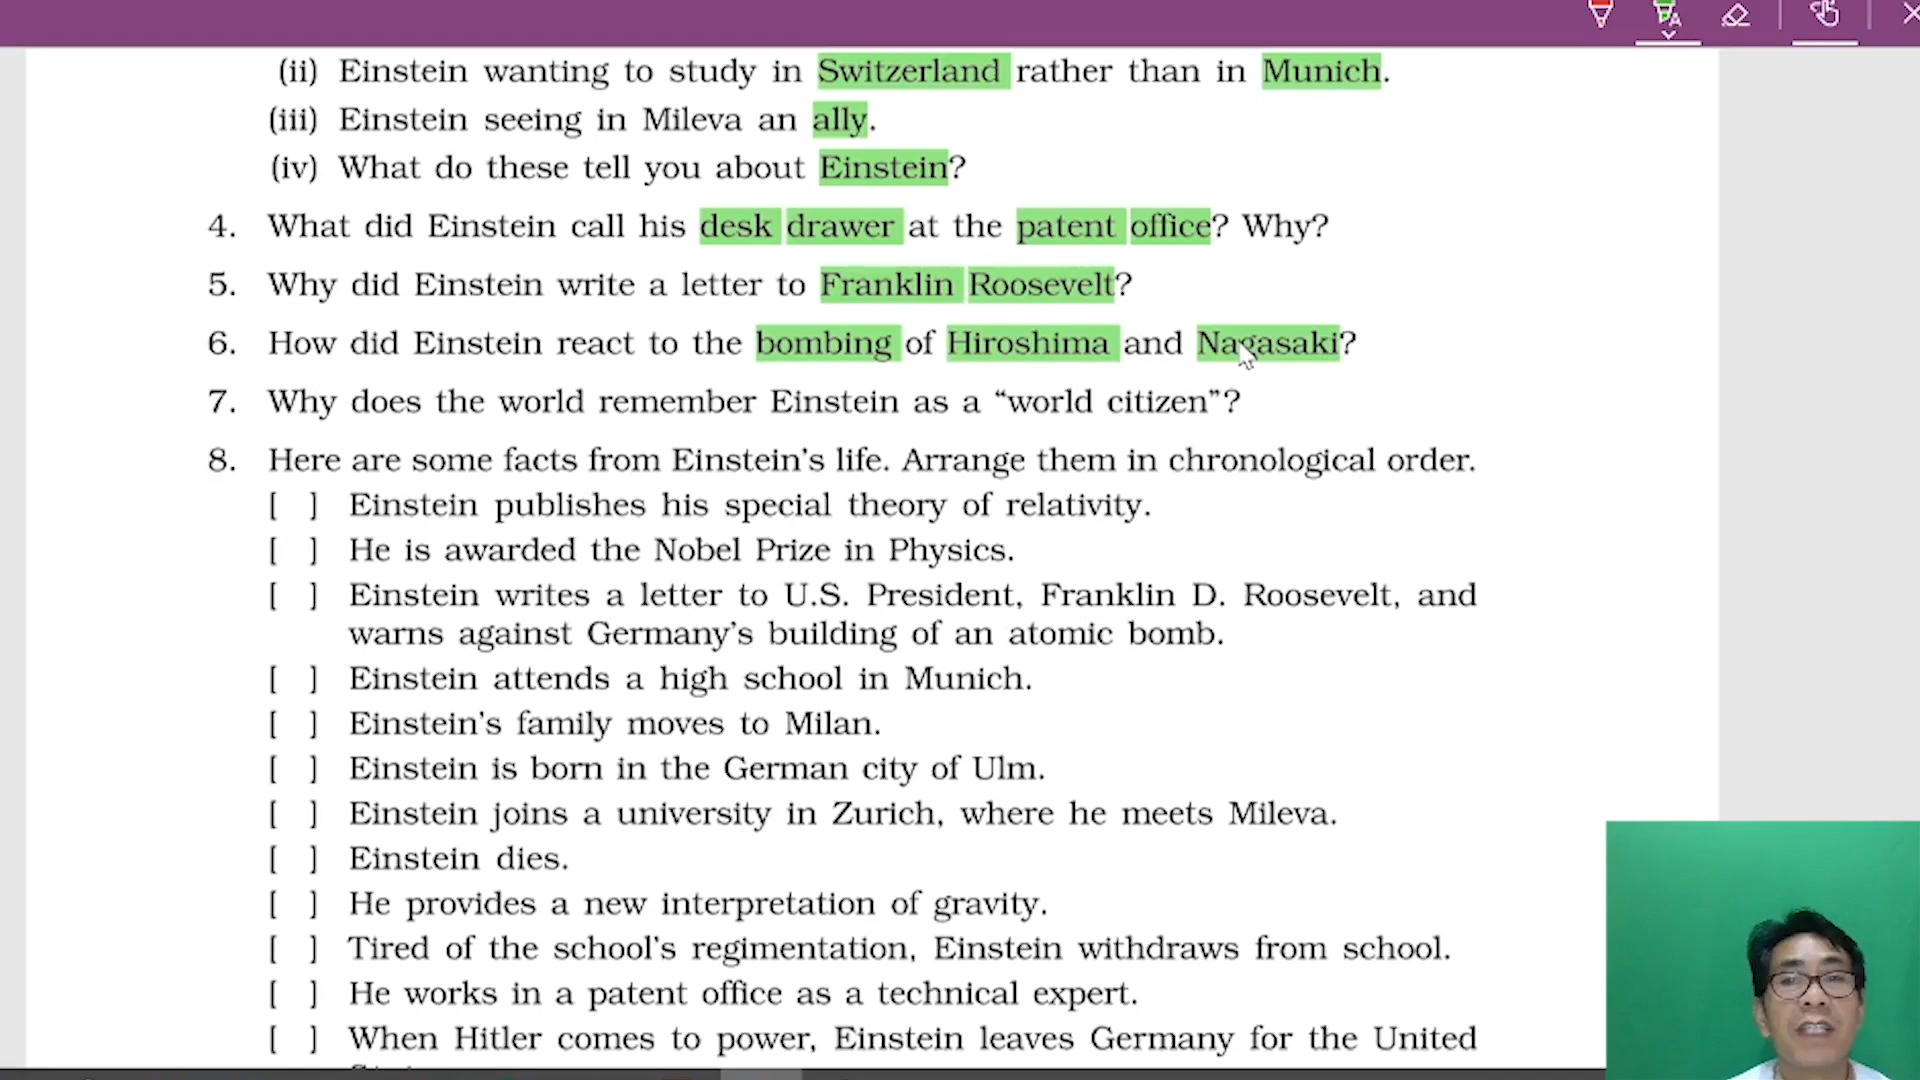 (ii) Einstein wanting to study in Switzerland rather than in Munich.
(iii) Einstein seeing in Mileva an ally.
(iv) What do these tell you about Einstein?
4. What did Einstein call his desk drawer at the patent office? Why?
5. Why did Einstein write a letter to Franklin Roosevelt?
6. How did Einstein react to the bombing of Hiroshima and Nagasaki?
7. Why does the world remember Einstein as a “world citizen”?
8. Here are some facts from Einstein’s life. Arrange them in chronological order.
[ ] Einstein publishes his special theory of relativity.
[ ] He is awarded the Nobel Prize in Physics.
[ ] Einstein writes a letter to U.S. President, Franklin D. Roosevelt, and
warns against Germany’s building of an atomic bomb.
[ ] Einstein attends a high school in Munich.
[ ] Einstein’s family moves to Milan.
[ ] Einstein is born in the German city of Ulm.
[ ] Einstein joins a university in Zurich, where he meets Mileva.
[ ] Einstein dies.
[ ] He provides a new interpretation of gravity.
[ ] Tired of the school’s regimentation, Einstein withdraws from school.
[ ] He works in a patent office as a technical expert.
[ ] When Hitler comes to power, Einstein leaves Germany for the United